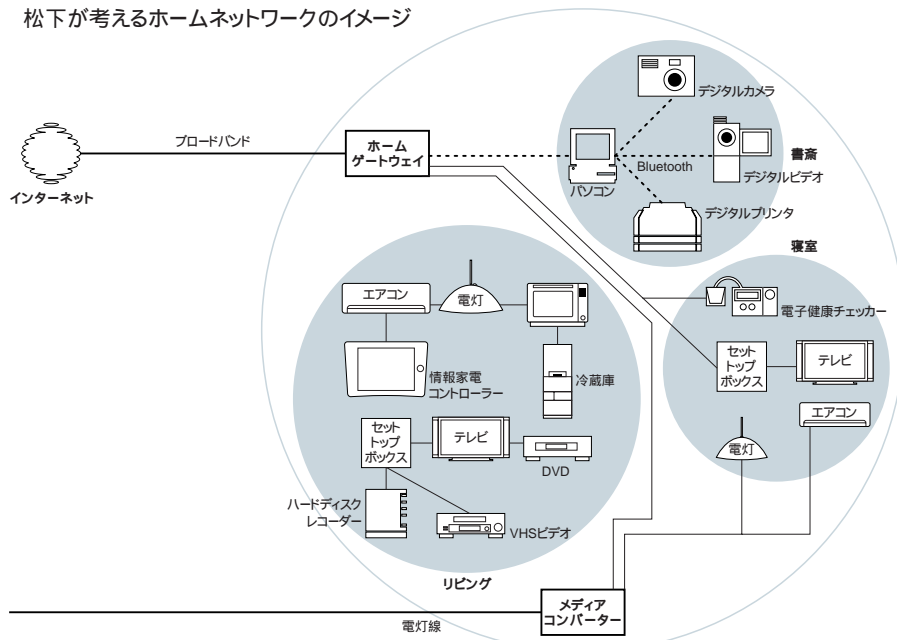 松下が考えるホームネットワークのイメージ
デジタルカメラ
ブロードバンド
ホーム
ゲートウェイ
インターネット
パソコン
Bluetooth
書斎
デジタルビデオ
デジタルプリンタ
寝室
エアコン
電灯
電子健康チェッカー
情報家電
コントローラー
冷蔵庫
セット
トップ
ボックス
テレビ
セット
トップ
ボックス
テレビ
DVD
エアコン
電灯
ハードディスク
レコーダー
VHSビデオ
リビング
メディア
コンバーター
電灯線